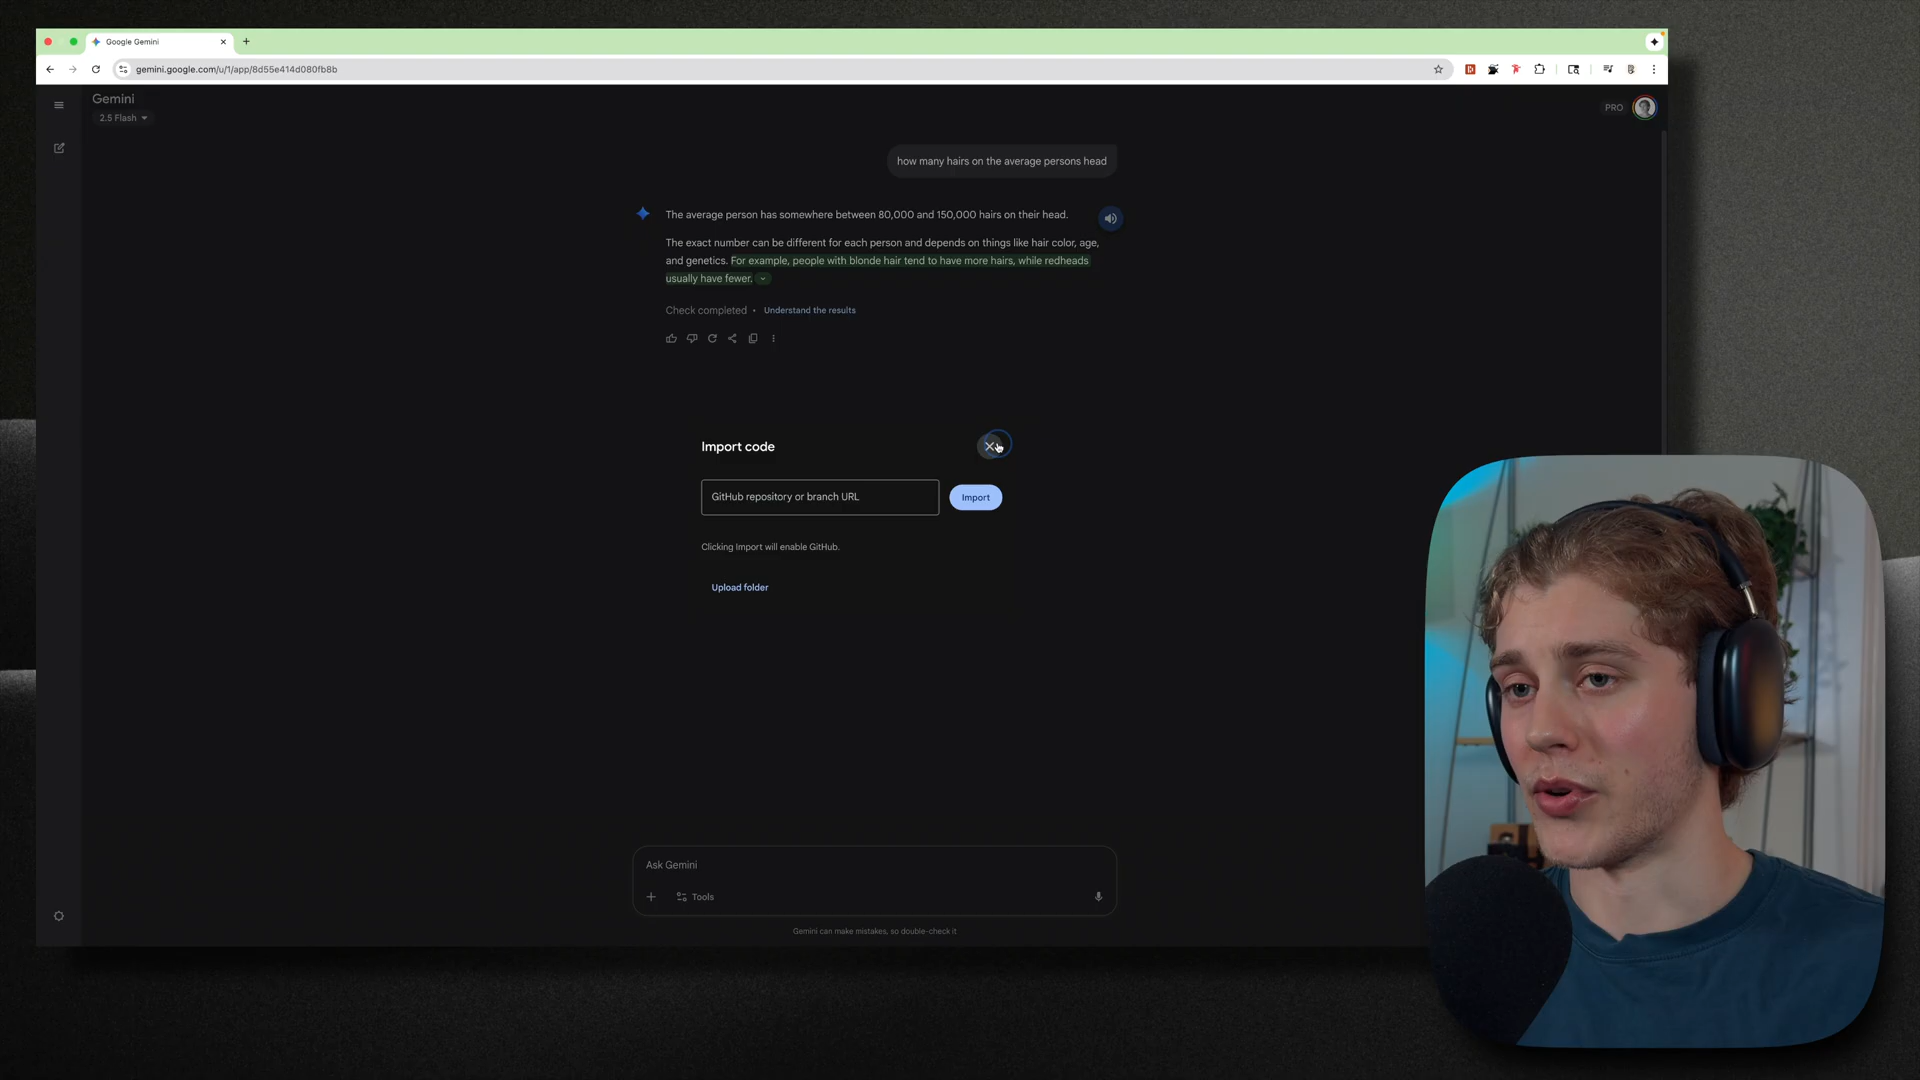 Google Gemini
gemini.google.com/u/1/app/8d55e414d080fb8b
Gemini
2.5 Flash
PRO
how many hairs on the average persons head
The average person has somewhere between 80,000 and 150,000 hairs on their head.
The exact number can be different for each person and depends on things like hair color, age,
and genetics. For example, people with blonde hair tend to have more hairs, while redheads
usually have fewer.
Check completed • Understand the results
Import code
GitHub repository or branch URL
Import
Clicking Import will enable GitHub.
Upload folder
Ask Gemini
Tools
Gemini can make mistakes, so double-check it